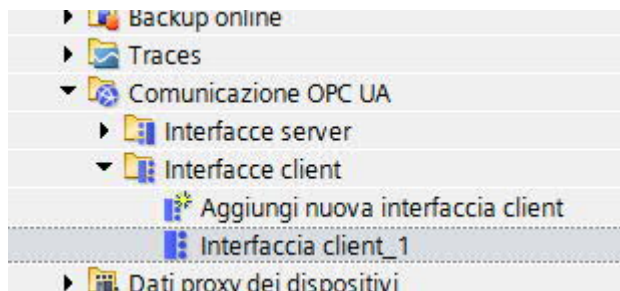 Backup online
Traces
Comunicazione OPC UA
Interfacce server
Interfacce client
Aggiungi nuova interfaccia client
Interfaccia client_1
Dati proxy dei dispositivi